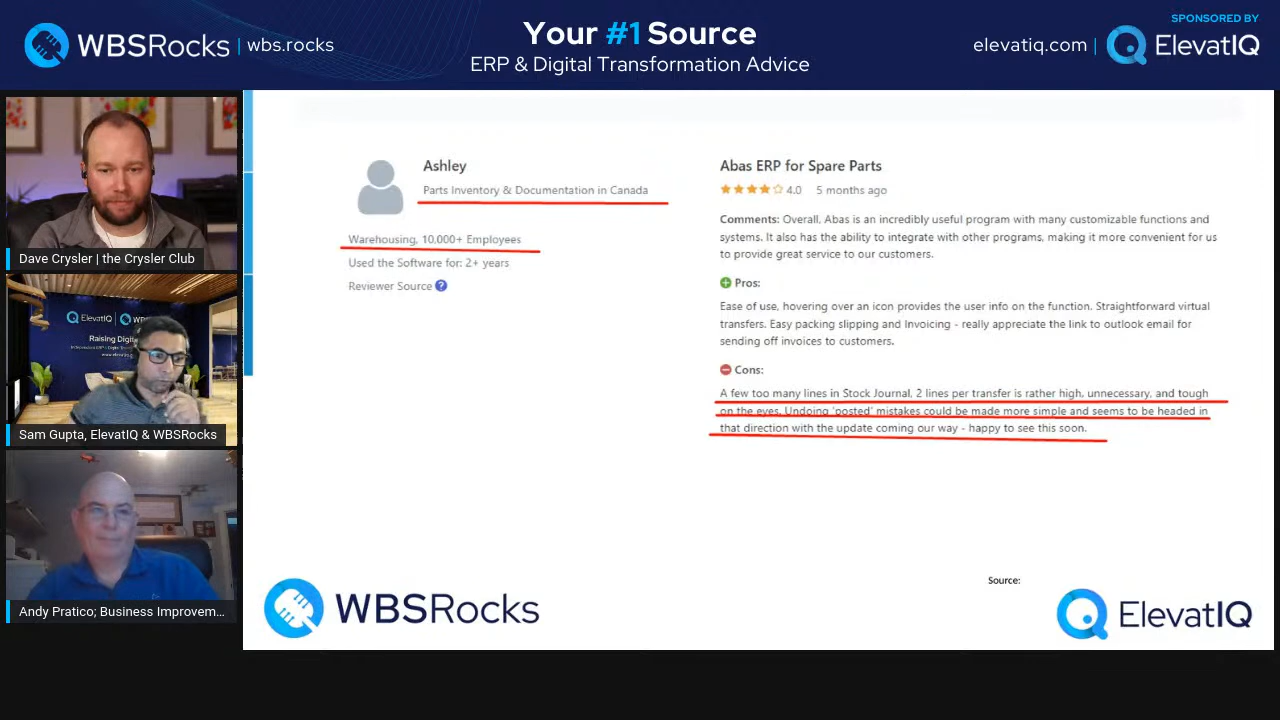 WBSRocks | wbs.rocks
Your #1 Source
ERP & Digital Transformation Advice
SPONSORED BY
elevatiq.com | ElevatIQ
Dave Crysler | the Crysler Club
ElevatIQ
Raising Digi
Sam Gupta, ElevatIQ & WBSRocks
Andy Pratico; Business Improvem...
Ashley
Parts Inventory & Documentation in Canada
Warehousing, 10,000+ Employees
Used the Software for: 2+ years
Reviewer Source ?
Abas ERP for Spare Parts
4.0 5 months ago
Comments: Overall, Abas is an incredibly useful program with many customizable functions and
systems. It also has the ability to integrate with other programs, making it more convenient for us
to provide great service to our customers.
Pros:
Ease of use, hovering over an icon provides the user info on the function. Straightforward virtual
transfers. Easy packing slipping and Invoicing - really appreciate the link to outlook email for
sending off invoices to customers.
Cons:
A few too many lines in Stock Journal, 2 lines per transfer is rather high, unnecessary, and tough
on the eyes. Undoing 'posted' mistakes could be made more simple and seems to be headed in
that direction with the update coming our way - happy to see this soon.
Source:
WBSRocks
ElevatIQ